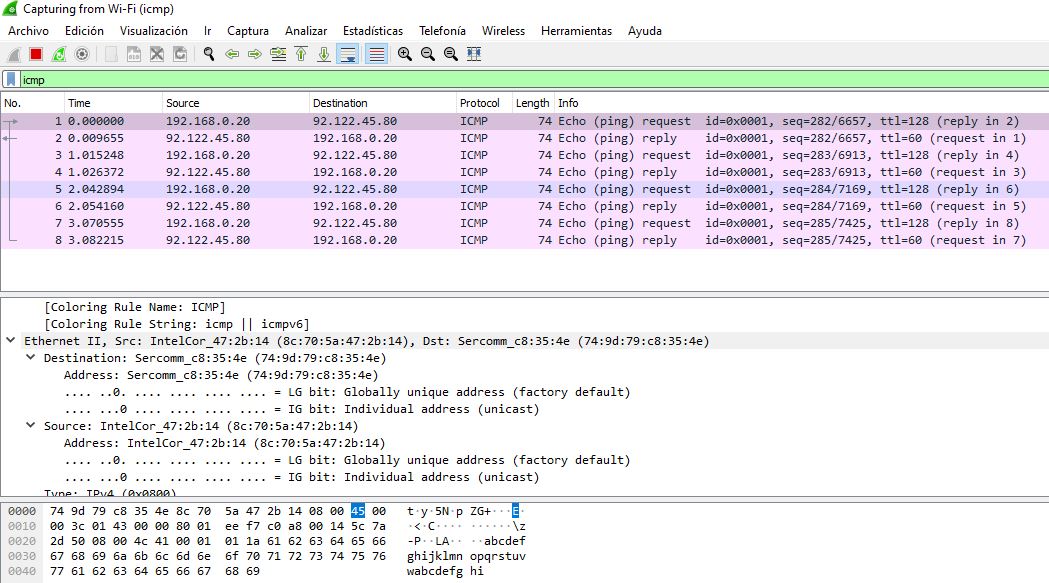 Capturing from Wi-Fi (icmp)
Archivo Edición Visualización Ir Captura Analizar Estadísticas Telefonía Wireless Herramientas Ayuda
icmp
No. Time Source Destination Protocol Length Info
1 0.000000 192.168.0.20 92.122.45.80 ICMP 74 Echo (ping) request id=0x0001, seq=282/6657, ttl=128 (reply in 2)
2 0.009655 92.122.45.80 192.168.0.20 ICMP 74 Echo (ping) reply id=0x0001, seq=282/6657, ttl=60 (request in 1)
3 1.015248 192.168.0.20 92.122.45.80 ICMP 74 Echo (ping) request id=0x0001, seq=283/6913, ttl=128 (reply in 4)
4 1.026372 92.122.45.80 192.168.0.20 ICMP 74 Echo (ping) reply id=0x0001, seq=283/6913, ttl=60 (request in 3)
5 2.042894 192.168.0.20 92.122.45.80 ICMP 74 Echo (ping) request id=0x0001, seq=284/7169, ttl=128 (reply in 6)
6 2.054160 92.122.45.80 192.168.0.20 ICMP 74 Echo (ping) reply id=0x0001, seq=284/7169, ttl=60 (request in 5)
7 3.070555 192.168.0.20 92.122.45.80 ICMP 74 Echo (ping) request id=0x0001, seq=285/7425, ttl=128 (reply in 8)
8 3.082215 92.122.45.80 192.168.0.20 ICMP 74 Echo (ping) reply id=0x0001, seq=285/7425, ttl=60 (request in 7)
[Coloring Rule Name: ICMP]
[Coloring Rule String: icmp || icmpv6]
Ethernet II, Src: IntelCor_47:2b:14 (8c:70:5a:47:2b:14), Dst: Sercomm_c8:35:4e (74:9d:79:c8:35:4e)
Destination: Sercomm_c8:35:4e (74:9d:79:c8:35:4e)
Address: Sercomm_c8:35:4e (74:9d:79:c8:35:4e)
.... ..0. .... .... .... .... = LG bit: Globally unique address (factory default)
.... ...0 .... .... .... .... = IG bit: Individual address (unicast)
Source: IntelCor_47:2b:14 (8c:70:5a:47:2b:14)
Address: IntelCor_47:2b:14 (8c:70:5a:47:2b:14)
.... ..0. .... .... .... .... = LG bit: Globally unique address (factory default)
.... ...0 .... .... .... .... = IG bit: Individual address (unicast)
Type: IPv4 (0x0800)
0000 74 9d 79 c8 35 4e 8c 70 5a 47 2b 14 08 00 45 00 t·y·5N·p ZG+···E·
0010 00 3c 01 43 00 00 80 01 ee f7 c0 a8 00 14 5c 7a ·<·C···· ······\z
0020 2d 50 08 00 4c 41 00 01 01 1a 61 62 63 64 65 66 -P··LA·· ··abcdef
0030 67 68 69 6a 6b 6c 6d 6e 6f 70 71 72 73 74 75 76 ghijklmn opqrstuv
0040 77 61 62 63 64 65 66 67 68 69 wabcdefg hi